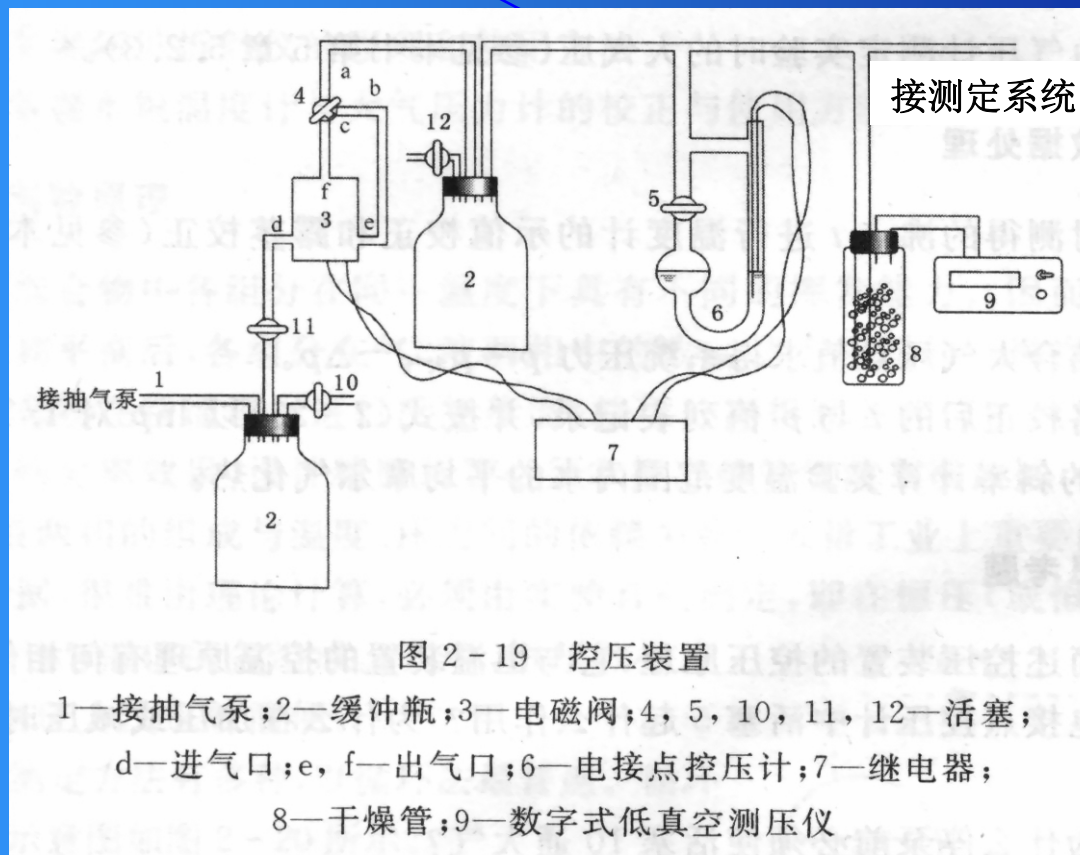 接测定系统
a
4
b
c
12
f
3
d
e
2
5
6
9
8
11
1
接抽气泵
10
7
2
图 2-19 控压装置
1—接抽气泵;2—缓冲瓶;3—电磁阀;4, 5, 10, 11, 12—活塞;
d—进气口;e, f—出气口;6—电接点控压计;7—继电器;
8—干燥管;9—数字式低真空测压仪